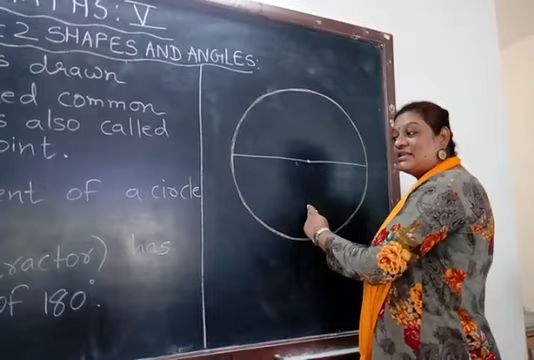 MATHS: V
2 SHAPES AND ANGLES:
s drawn
ed common
s also called
oint.
ent of a circle
ractor) has
of 180°.